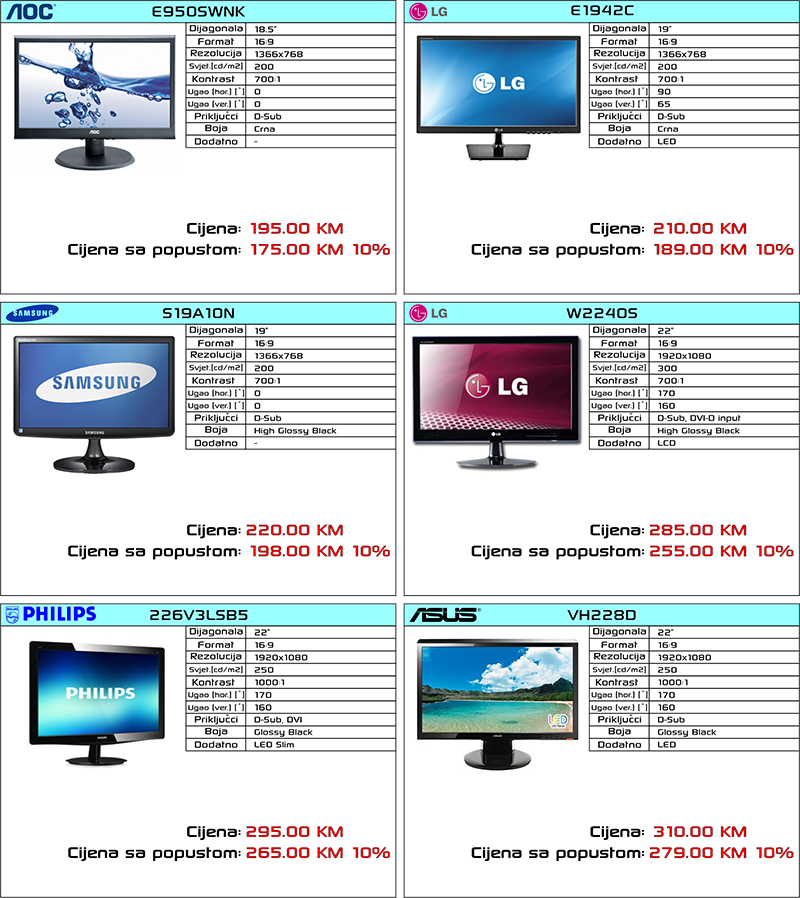 AOC E950SWNK
Dijagonala 18.5"
Format 16:9
Rezolucija 1366x768
Svjet.[cd/m2] 200
Kontrast 700:1
Ugao (hor.) [°] 0
Ugao (ver.) [°] 0
Priključci D-Sub
Boja Crna
Dodatno -
AOC
Cijena: 195.00 KM
Cijena sa popustom: 175.00 KM 10%
LG E1942C
Dijagonala 19"
Format 16:9
Rezolucija 1366x768
Svjet.[cd/m2] 200
Kontrast 700:1
Ugao (hor.) [°] 90
Ugao (ver.) [°] 65
Priključci D-Sub
Boja Crna
Dodatno LED
LG
LG
Cijena: 210.00 KM
Cijena sa popustom: 189.00 KM 10%
SAMSUNG S19A10N
Dijagonala 19"
Format 16:9
Rezolucija 1366x768
Svjet.[cd/m2] 200
Kontrast 700:1
Ugao (hor.) [°] 0
Ugao (ver.) [°] 0
Priključci D-Sub
Boja High Glossy Black
Dodatno -
SAMSUNG
SAMSUNG
Cijena: 220.00 KM
Cijena sa popustom: 198.00 KM 10%
LG W2240S
Dijagonala 22"
Format 16:9
Rezolucija 1920x1080
Svjet.[cd/m2] 300
Kontrast 700:1
Ugao (hor.) [°] 170
Ugao (ver.) [°] 160
Priključci D-Sub, DVI-D input
Boja High Glossy Black
Dodatno LCD
LG
LG
Cijena: 285.00 KM
Cijena sa popustom: 255.00 KM 10%
PHILIPS 226V3LSB5
Dijagonala 22"
Format 16:9
Rezolucija 1920x1080
Svjet.[cd/m2] 250
Kontrast 1000:1
Ugao (hor.) [°] 170
Ugao (ver.) [°] 160
Priključci D-Sub, DVI
Boja Glossy Black
Dodatno LED Slim
PHILIPS
PHILIPS
Cijena: 295.00 KM
Cijena sa popustom: 265.00 KM 10%
ASUS® VH228D
Dijagonala 22"
Format 16:9
Rezolucija 1920x1080
Svjet.[cd/m2] 250
Kontrast 1000:1
Ugao (hor.) [°] 170
Ugao (ver.) [°] 160
Priključci D-Sub
Boja Glossy Black
Dodatno LED
LED
ASUS
Cijena: 310.00 KM
Cijena sa popustom: 279.00 KM 10%